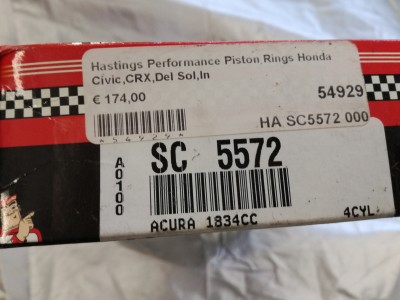 Hastings Performance Piston Rings Honda
Civic,CRX,Del Sol,In
€ 174,00
54929
*54929*
HA SC5572 000
A0100
SC 5572
ACURA 1834CC
4CYL.